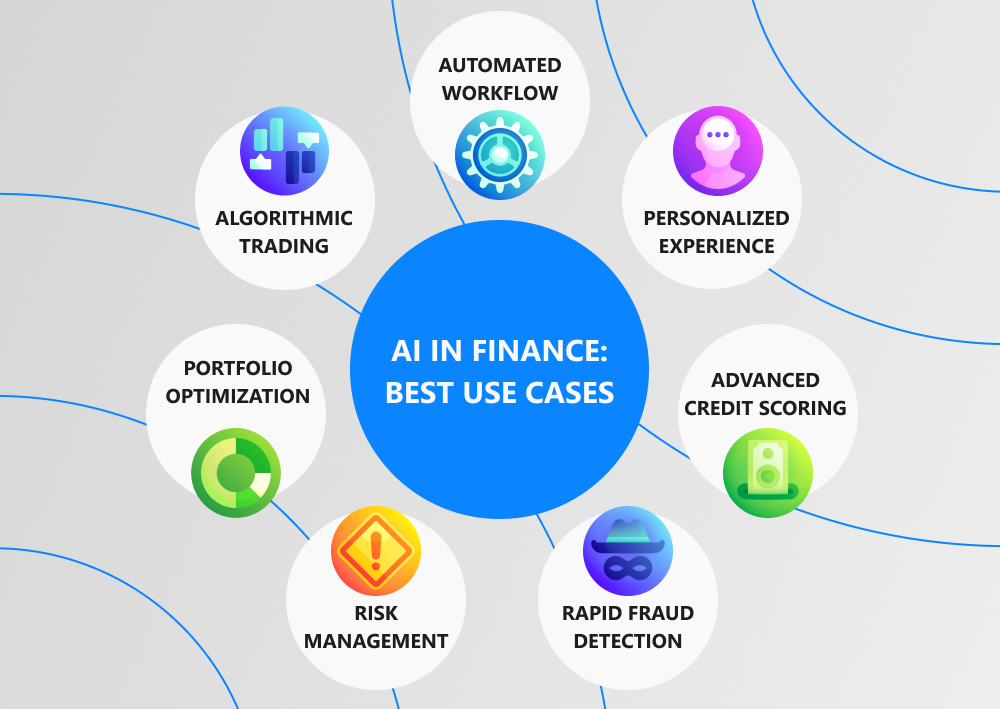 AUTOMATED
WORKFLOW
ALGORITHMIC
TRADING
PERSONALIZED
EXPERIENCE
AI IN FINANCE:
BEST USE CASES
PORTFOLIO
OPTIMIZATION
ADVANCED
CREDIT SCORING
RISK
MANAGEMENT
RAPID FRAUD
DETECTION